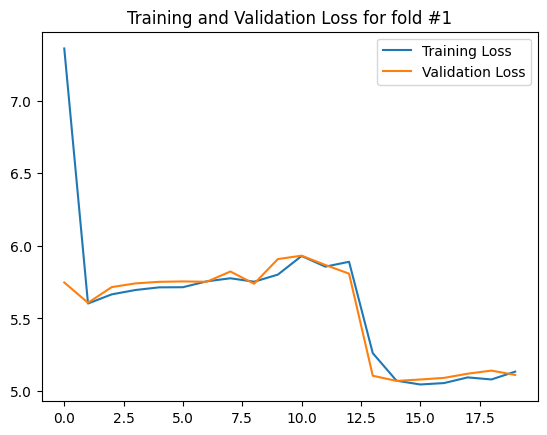 Training and Validation Loss for fold #1
Training Loss
Validation Loss
7.0
6.5
6.0
5.5
5.0
0.0 2.5 5.0 7.5 10.0 12.5 15.0 17.5